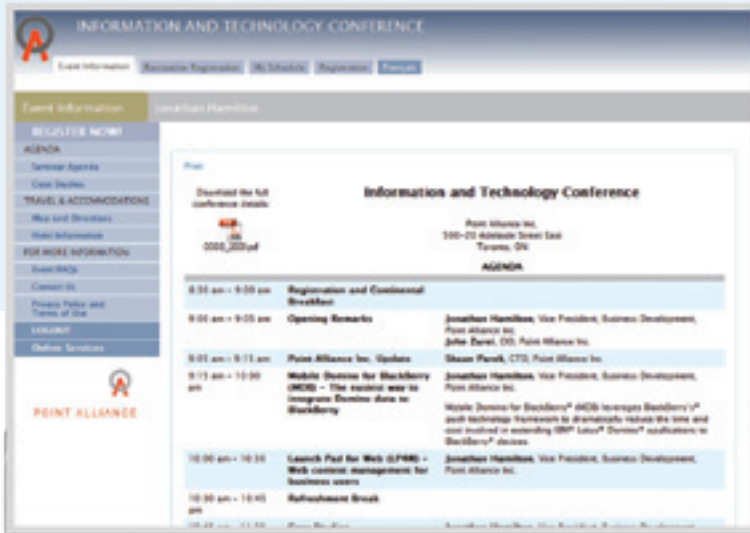 INFORMATION AND TECHNOLOGY CONFERENCE
Event Information Recreation Registration My Schedule Registration Français
Event Information Jonathan Hamilton
REGISTER NOW!
AGENDA
Seminar Agenda
Case Studies
TRAVEL & ACCOMMODATIONS
Map and Directions
Hotel Information
FOR MORE INFORMATION
Event FAQs
Contact Us
Privacy Policy and
Terms of Use
LOGOUT
Online Services
POINT ALLIANCE
Print
Download the full
conference details:
Information and Technology Conference
Point Alliance Inc.
Adelaide Street East
Toronto, ON
AGENDA
8:30 am - 9:00 am Registration and Continental
Breakfast
9:00 am - 9:05 am Opening Remarks Jonathan Hamilton, Vice President, Business Development,
Point Alliance Inc.
John Point Alliance Inc.
9:05 am - 9:15 am Point Alliance Inc. Update Shaun CTO, Point Alliance Inc.
9:15 am - 10:00 Mobile Domino for BlackBerry Jonathan Hamilton, Vice President, Business Development,
am (MDB) - The easiest way to Point Alliance Inc.
integrate Domino data to
BlackBerry
Mobile Domino for BlackBerry® (MDB) leverages BlackBerry's®
push technology framework to dramatically reduce the time and
cost involved in extending IBM® Lotus® Domino® applications to
BlackBerry® devices.
10:00 am - 10:30 Launch Pad for Web (LP4W) - Jonathan Hamilton, Vice President, Business Development,
Web content management for Point Alliance Inc.
business users
10:30 am - 10:45 Refreshment Break
am